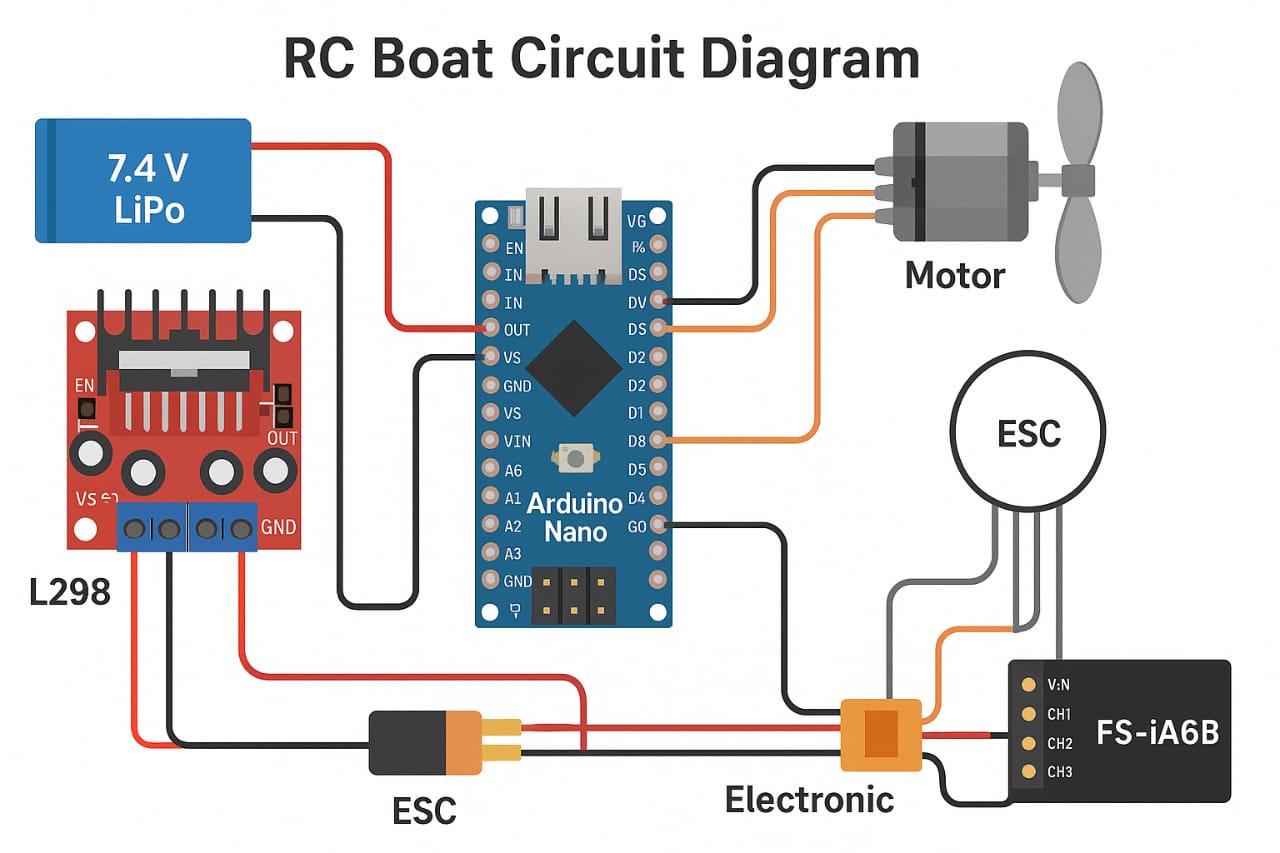 RC Boat Circuit Diagram
7.4 V
LiPo
Motor
EN
IN
IN
OUT
VS
GND
VS
VIN
A6
A1
A2
A3
GND
VG
DS
DV
DS
D2
D2
D1
D8
D5
D4
GO
Arduino
Nano
EN
OUT
Vs
GND
L298
ESC
ESC
Electronic
V:N
CH1
CH2
CH3
FS-iA6B